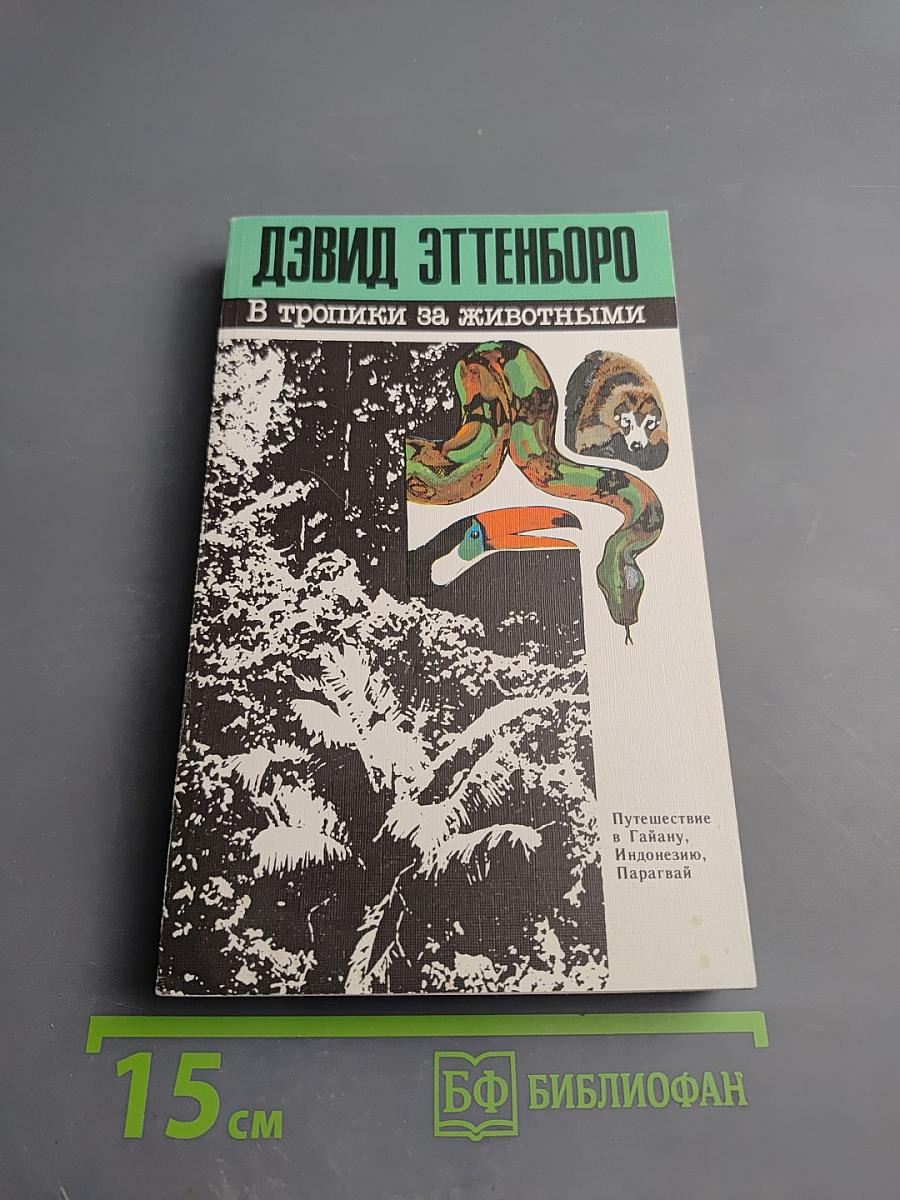 ДЭВИД ЭТТЕНБОРО
В тропики за животными
Путешествие
в Гайану,
Индонезию,
Парагвай
15 см
БФ БИБЛИОФАН